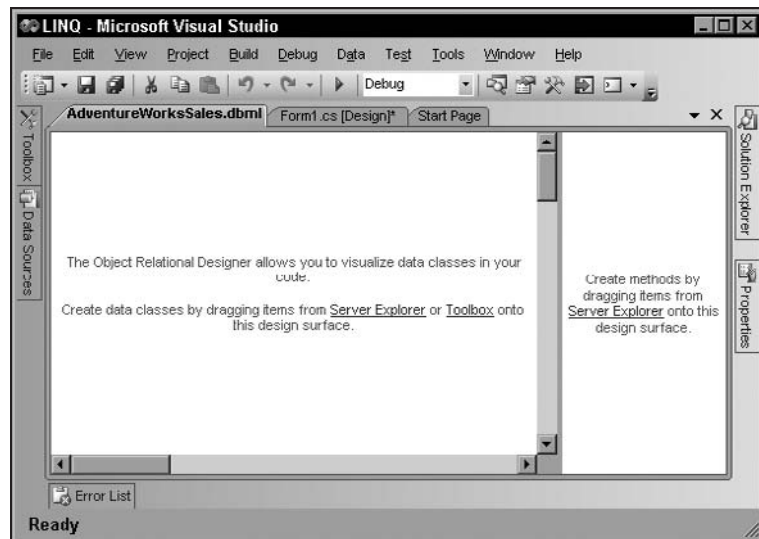 LINQ - Microsoft Visual Studio
File Edit View Project Build Debug Data Test Tools Window Help
Debug
AdventureWorksSales.dbml Form1.cs [Design]* Start Page
Toolbox
Data Sources
The Object Relational Designer allows you to visualize data classes in your
code.
Create data classes by dragging items from Server Explorer or Toolbox onto
this design surface.
Create methods by
dragging items from
Server Explorer onto this
design surface.
Solution Explorer
Properties
Error List
Ready